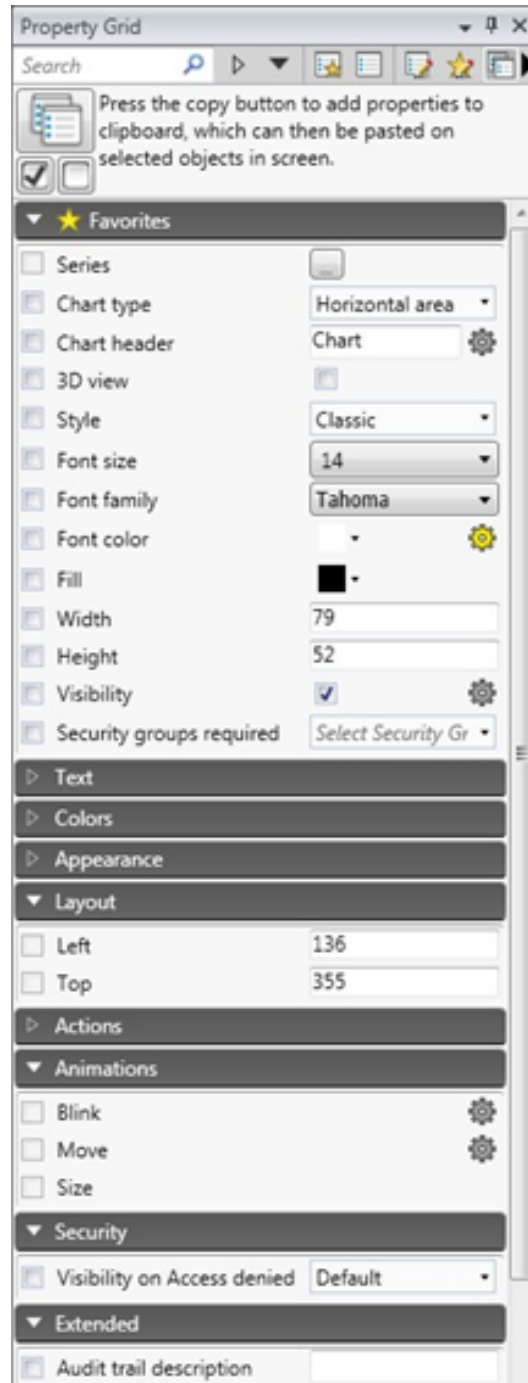 Property Grid
Search
Press the copy button to add properties to
clipboard, which can then be pasted on
selected objects in screen.
Favorites
Series
Chart type Horizontal area
Chart header Chart
3D view
Style Classic
Font size 14
Font family Tahoma
Font color
Fill
Width 79
Height 52
Visibility
Security groups required Select Security Gr
Text
Colors
Appearance
Layout
Left 136
Top 355
Actions
Animations
Blink
Move
Size
Security
Visibility on Access denied Default
Extended
Audit trail description